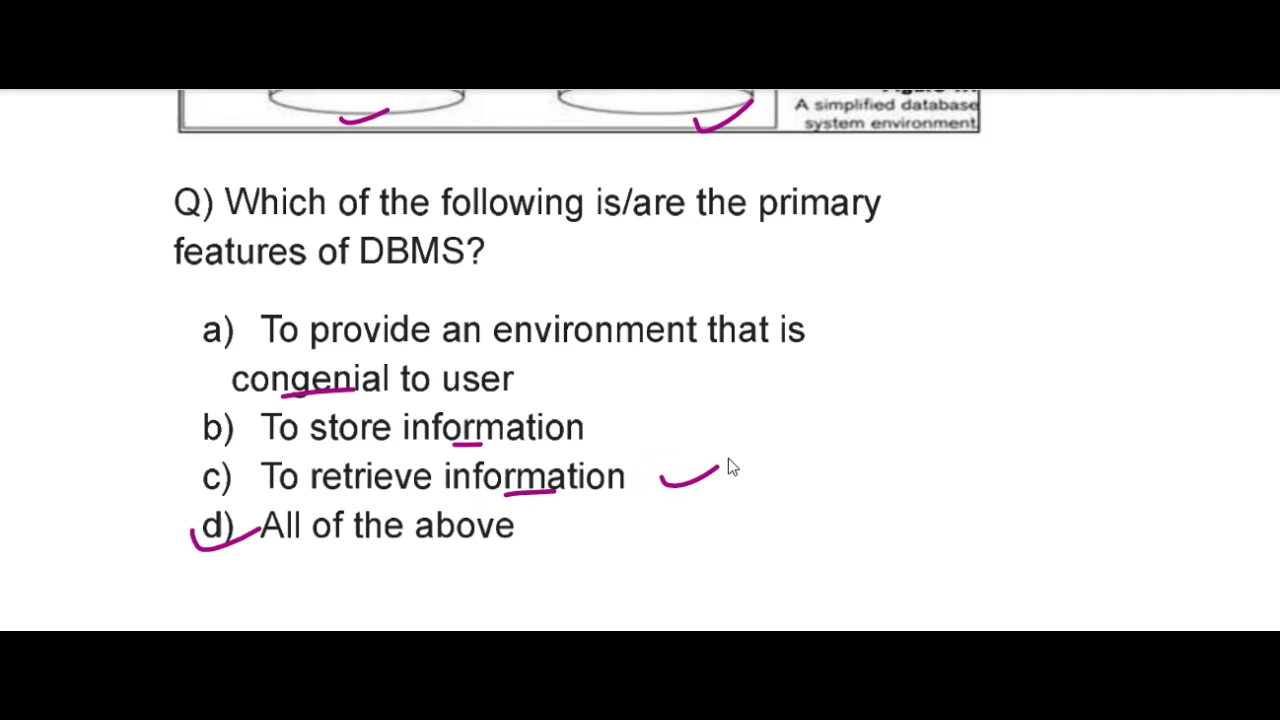 A simplified database
system environment.
Q) Which of the following is/are the primary
features of DBMS?
a) To provide an environment that is
congenial to user
b) To store information
c) To retrieve information
d) All of the above